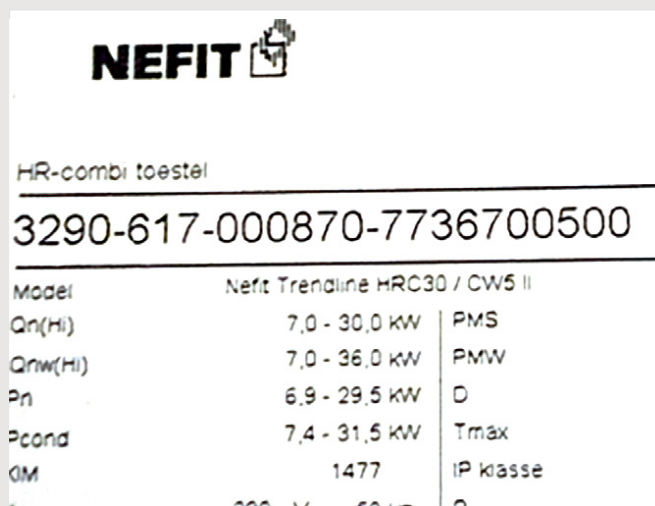 NEFIT
HR-combi toestel
3290-617-000870-7736700500
Model Nefit Trendline HRC30 / CW5 II
Qn(Hi) 7,0 - 30,0 kW PMS
Qnw(Hi) 7,0 - 36,0 kW PMW
Pn 6,9 - 29,5 kW D
Pcond 7,4 - 31,5 kW Tmax
KIM 1477 IP klasse